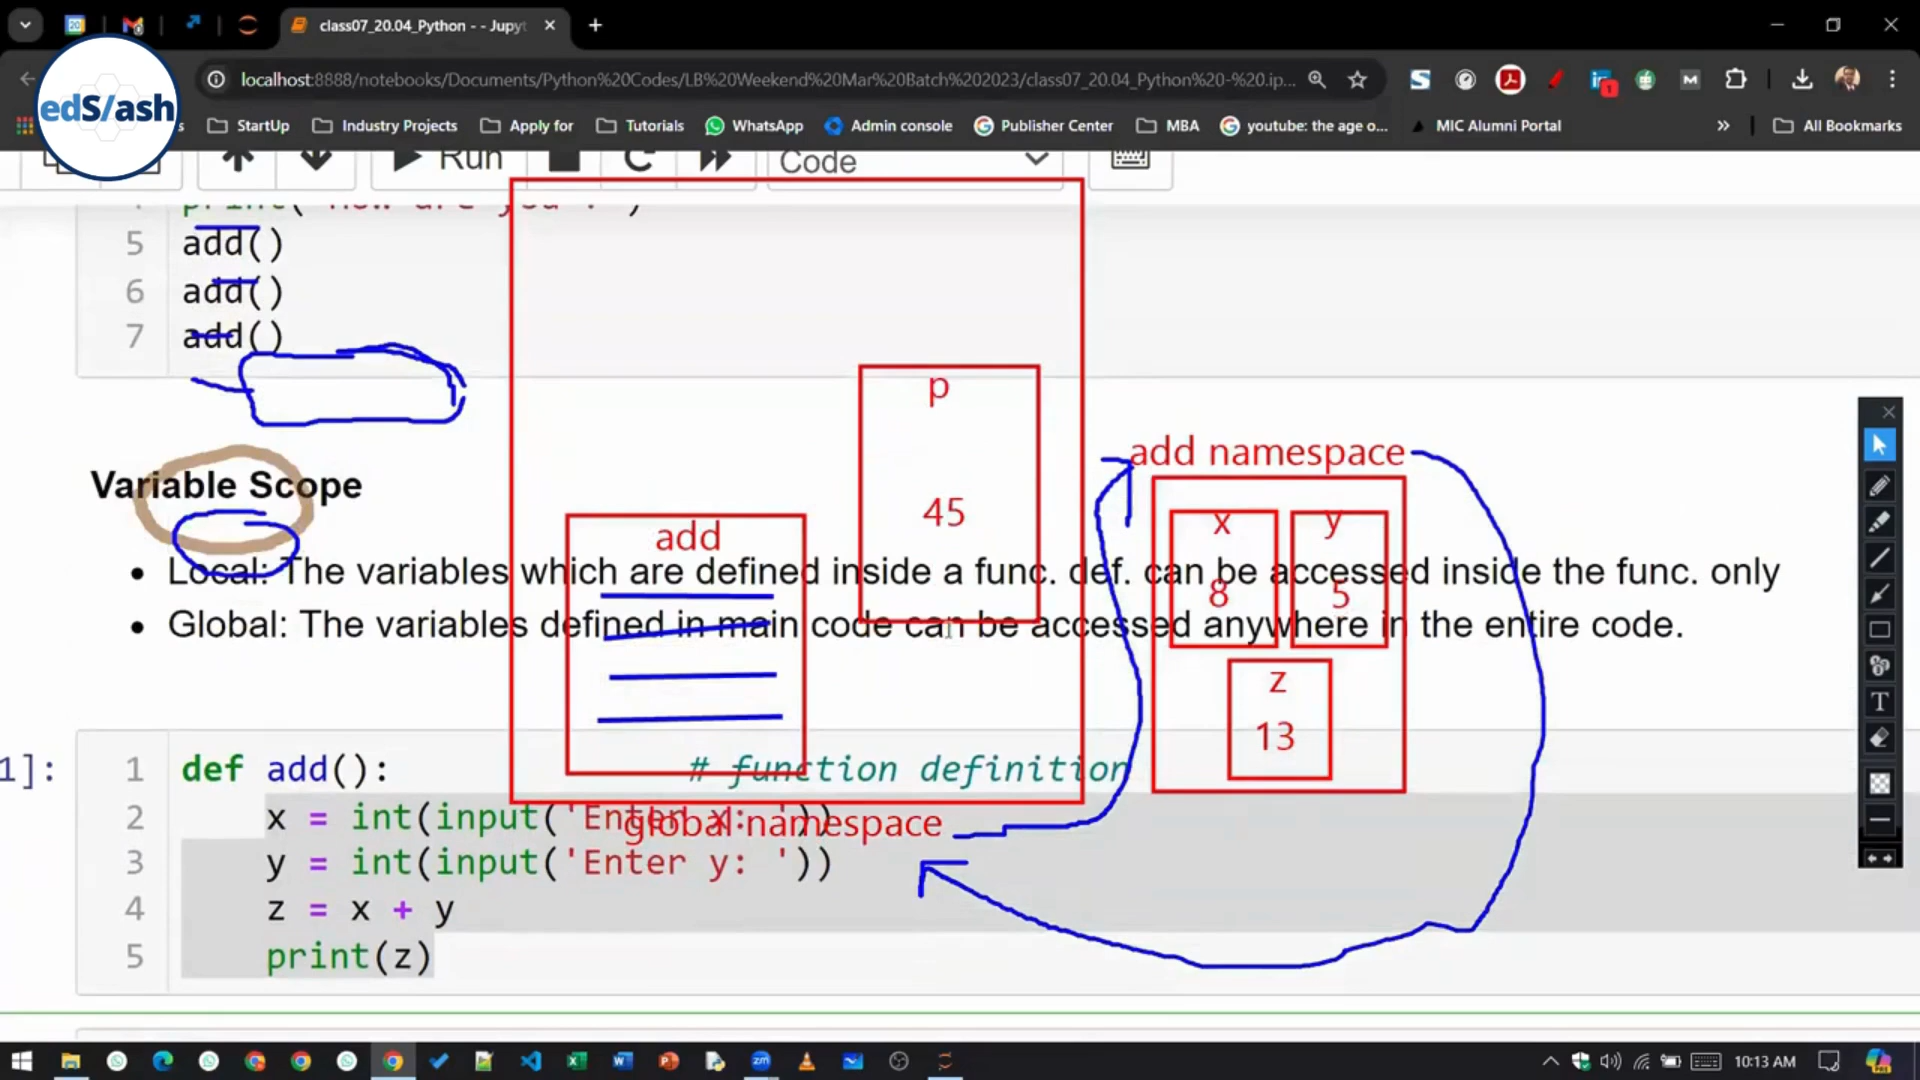 class07_20.04_Python - - Jupyt
localhost:8888/notebooks/Documents/Python%20Codes/LB%20Weekend%20Mar%20Batch%202023/class07_20.04_Python%20-%20.ip...
edS/ash
StartUp
Industry Projects
Apply for
Tutorials
WhatsApp
Admin console
Publisher Center
MBA
youtube: the age o...
MIC Alumni Portal
All Bookmarks
Run
Code
print("How are you?")
5 add()
6 add()
7 add()
p
45
add namespace
Variable Scope
x
y
add
8
5
• Local: The variables which are defined inside a func. def. can be accessed inside the func. only
• Global: The variables defined in main code can be accessed anywhere in the entire code.
z
13
1]:
1 def add(): # function definition
2 x = int(input('Enter x: '))
global namespace
3 y = int(input('Enter y: '))
4 z = x + y
5 print(z)
10:13 AM